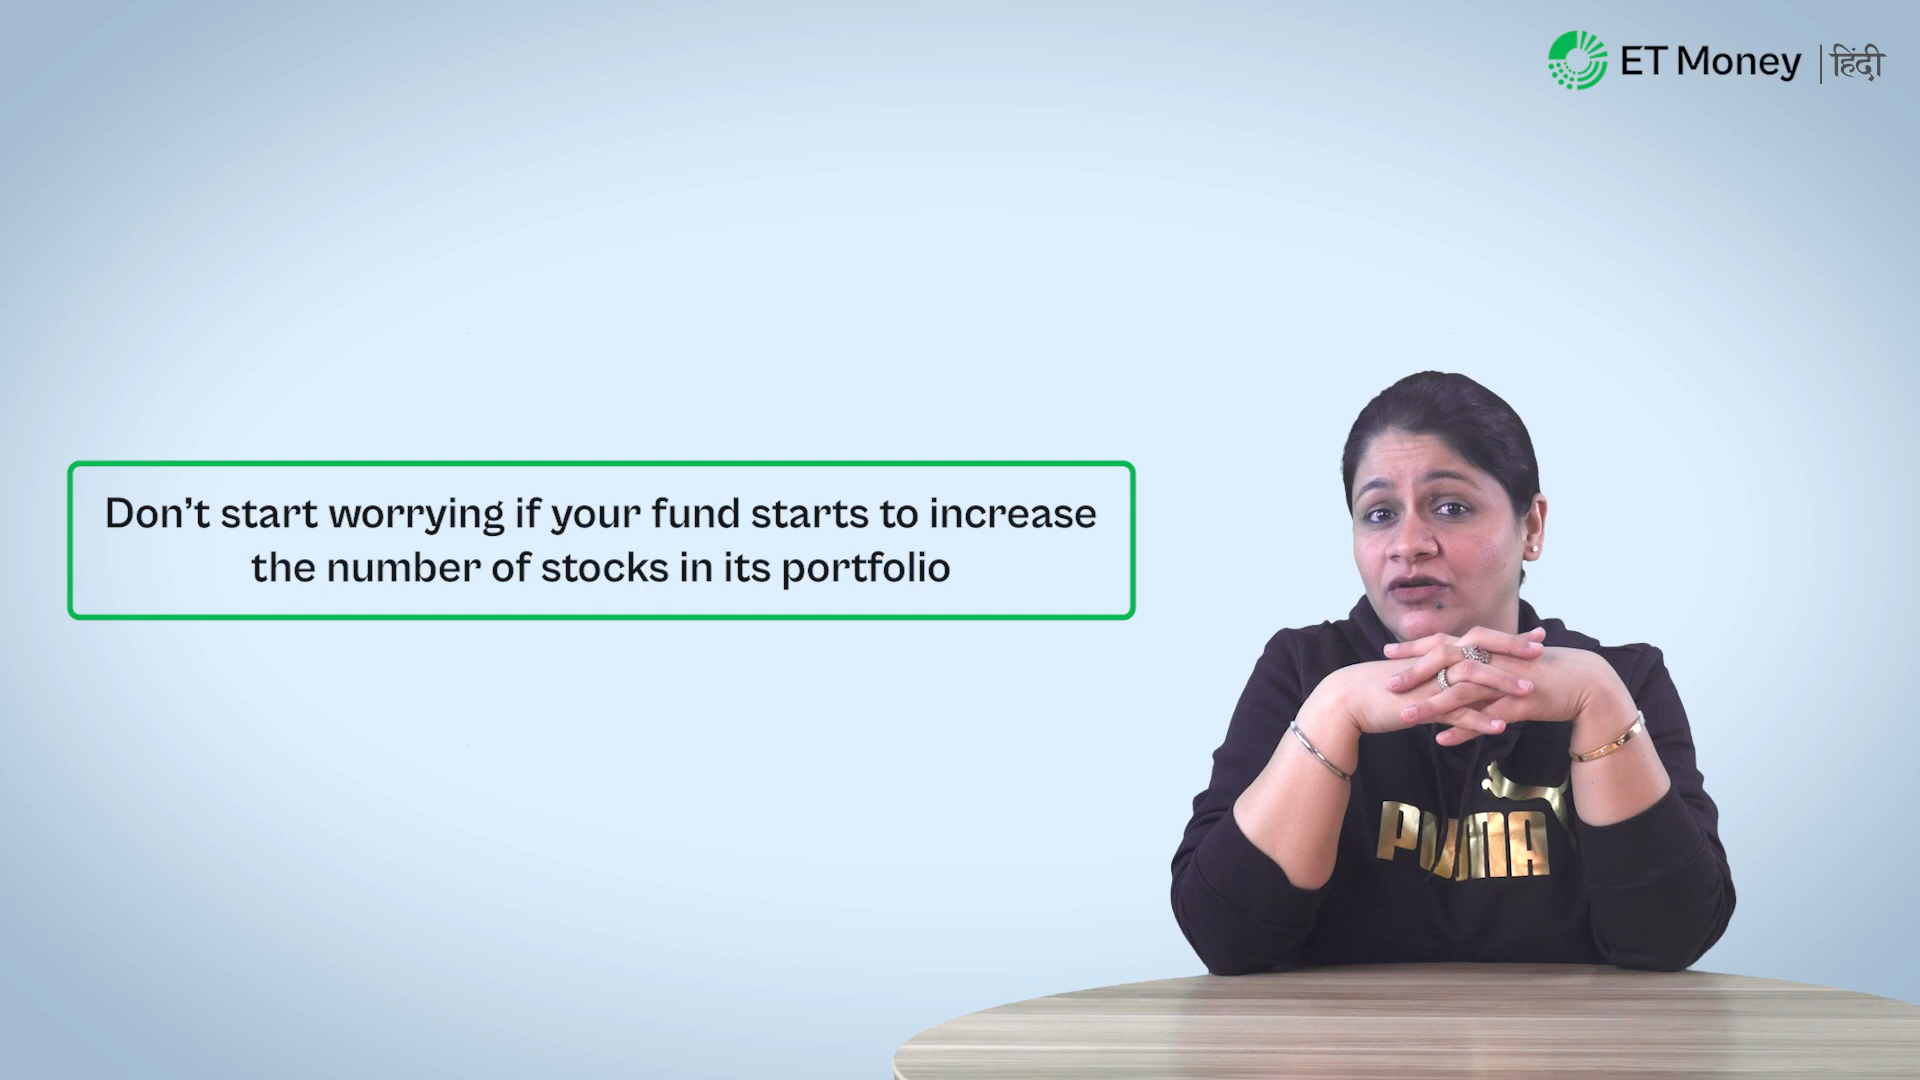 ET Money | हिंदी
Don't start worrying if your fund starts to increase
the number of stocks in its portfolio
PUMA